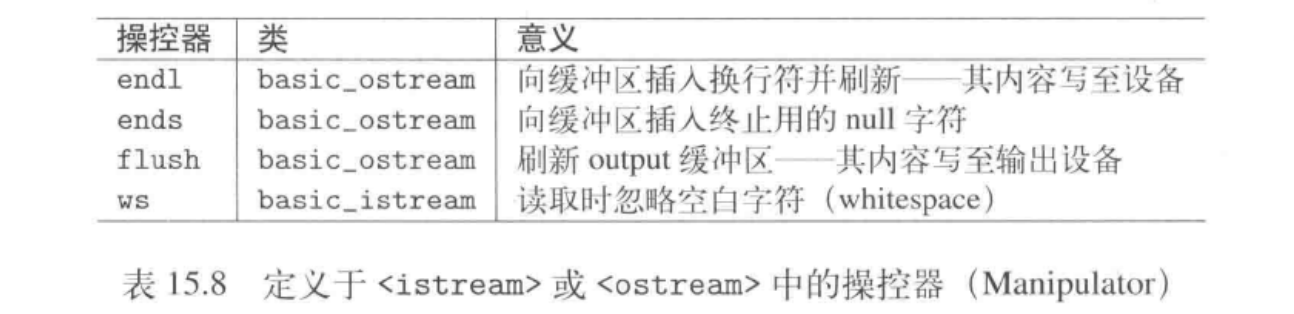 操控器 类 意义
endl basic_ostream 向缓冲区插入换行符并刷新——其内容写至设备
ends basic_ostream 向缓冲区插入终止用的 null 字符
flush basic_ostream 刷新 output 缓冲区——其内容写至输出设备
ws basic_istream 读取时忽略空白字符（whitespace）
表 15.8 定义于 <istream> 或 <ostream> 中的操控器（Manipulator）